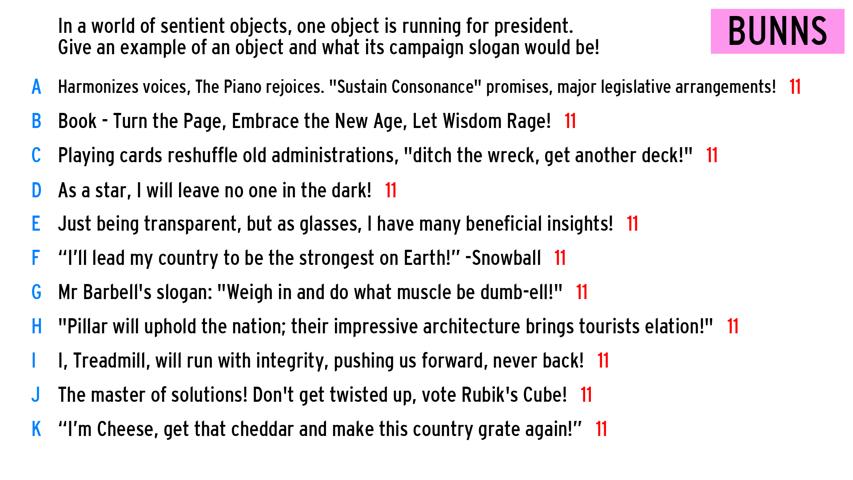 In a world of sentient objects, one object is running for president.
Give an example of an object and what its campaign slogan would be!
BUNNS
A Harmonizes voices, The Piano rejoices. "Sustain Consonance" promises, major legislative arrangements! 11
B Book - Turn the Page, Embrace the New Age, Let Wisdom Rage! 11
C Playing cards reshuffle old administrations, "ditch the wreck, get another deck!" 11
D As a star, I will leave no one in the dark! 11
E Just being transparent, but as glasses, I have many beneficial insights! 11
F “I’ll lead my country to be the strongest on Earth!” -Snowball 11
G Mr Barbell's slogan: "Weigh in and do what muscle be dumb-ell!" 11
H "Pillar will uphold the nation; their impressive architecture brings tourists elation!" 11
I I, Treadmill, will run with integrity, pushing us forward, never back! 11
J The master of solutions! Don't get twisted up, vote Rubik's Cube! 11
K “I’m Cheese, get that cheddar and make this country grate again!” 11